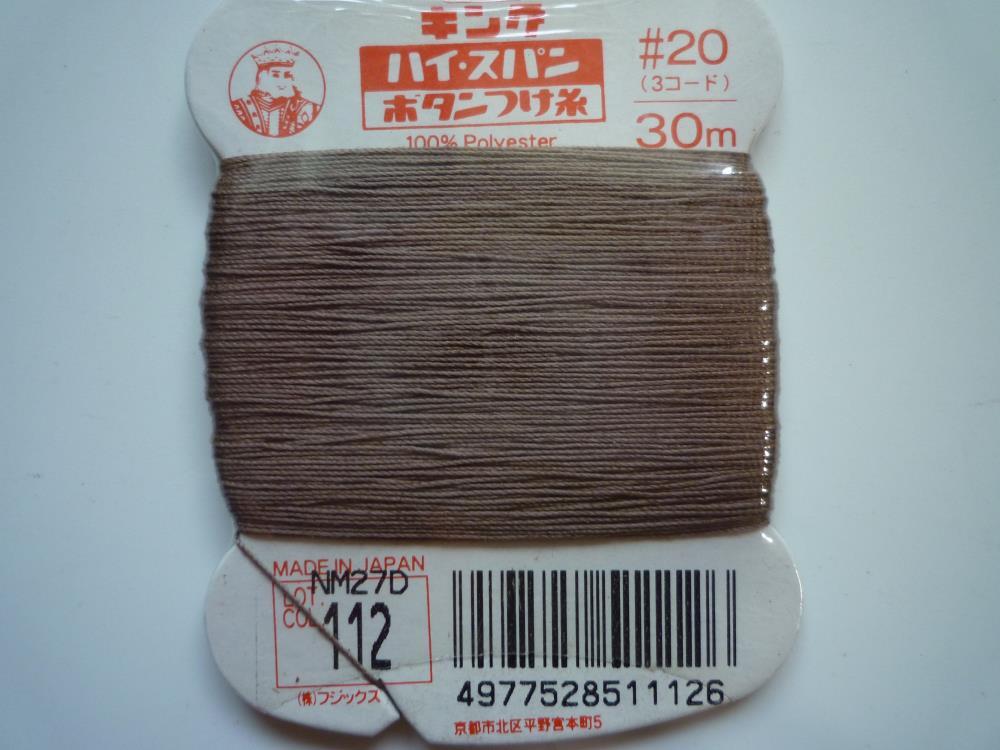 キング
ハイ・スパン
ボタンつけ糸
100% Polyester
#20
(3コード)
30m
MADE IN JAPAN
LOT NM27D
COL 112
(株)フジックス
4977528511126
京都市北区平野宮本町5